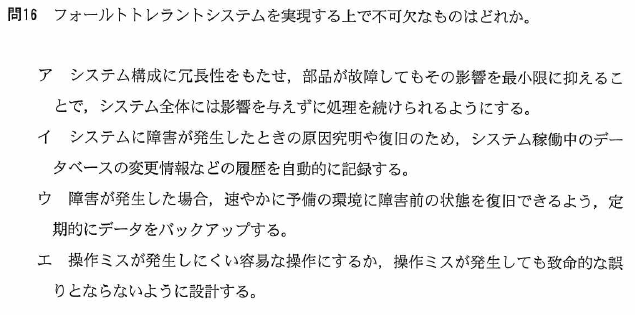 問16 フォールトトレラントシステムを実現する上で不可欠なものはどれか。
ア システム構成に冗長性をもたせ，部品が故障してもその影響を最小限に抑えるこ
とで，システム全体には影響を与えずに処理を続けられるようにする。
イ システムに障害が発生したときの原因究明や復旧のため，システム稼働中のデー
タベースの変更情報などの履歴を自動的に記録する。
ウ 障害が発生した場合，速やかに予備の環境に障害前の状態を復旧できるよう，定
期的にデータをバックアップする。
エ 操作ミスが発生しにくい容易な操作にするか，操作ミスが発生しても致命的な誤
りとならないように設計する。